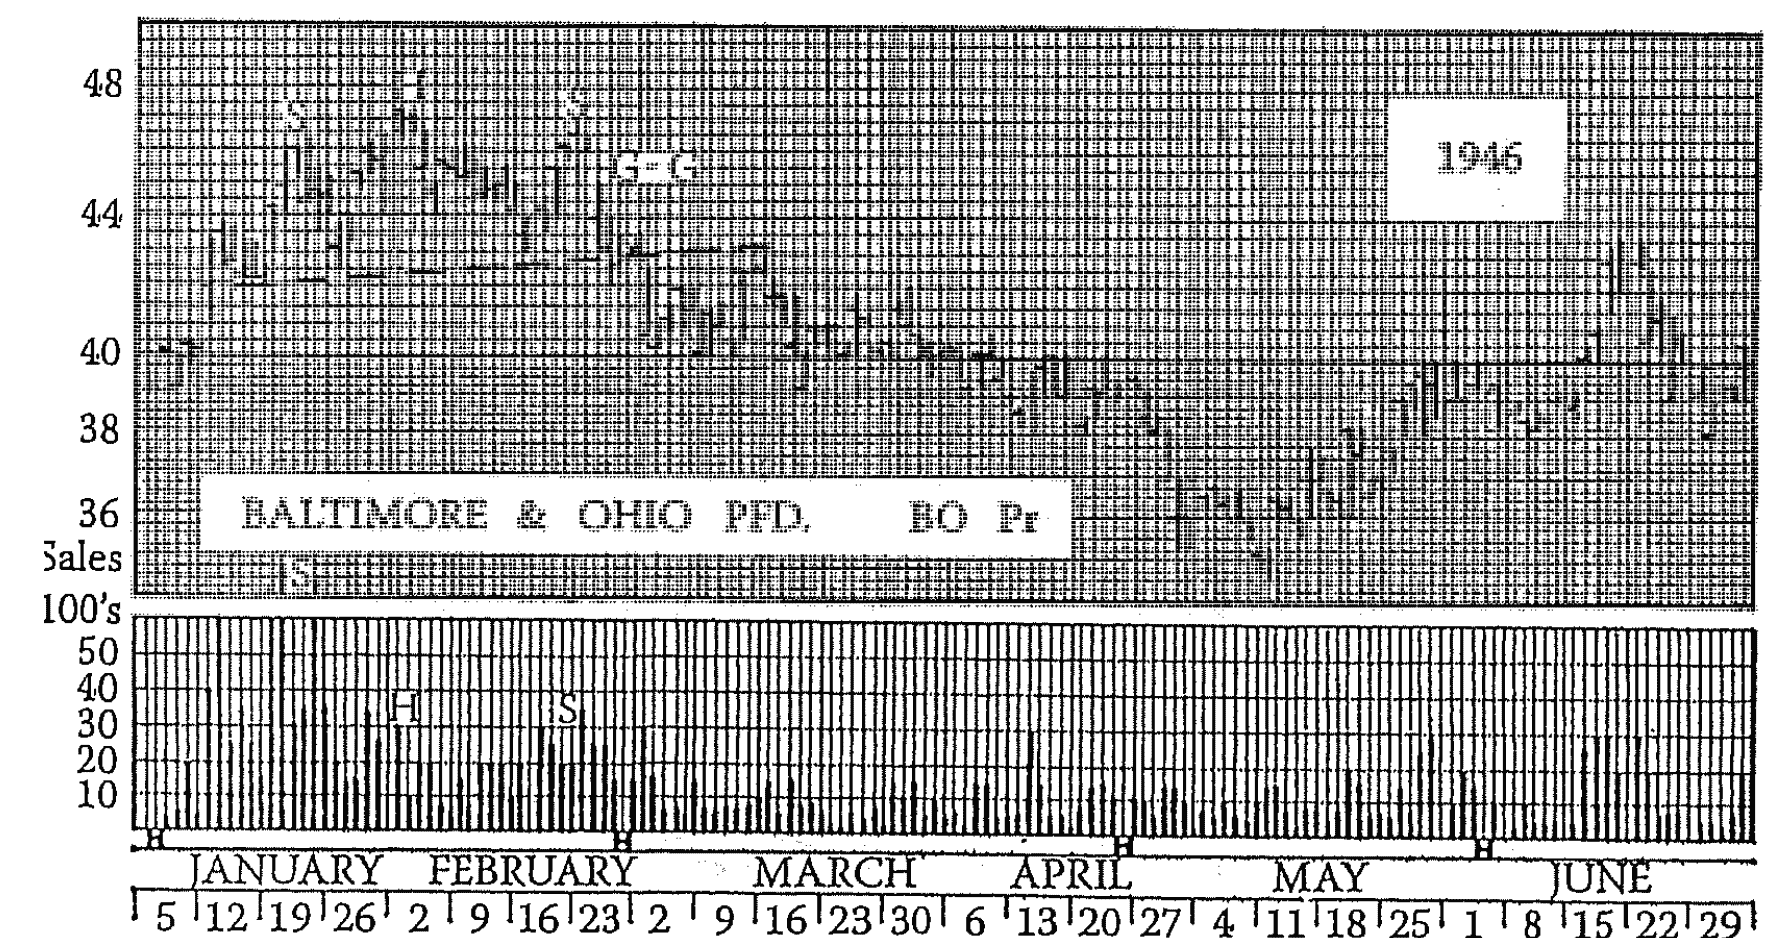 48
H
S
S
1946
G=G
44
40
38
36
BALTIMORE & OHIO PFD. BO Pr
Sales
S
100's
50
40
H
S
30
20
10
H H H H
JANUARY FEBRUARY MARCH APRIL MAY JUNE
5 12 19 26 2 9 16 23 2 9 16 23 30 6 13 20 27 4 11 18 25 1 8 15 22 29